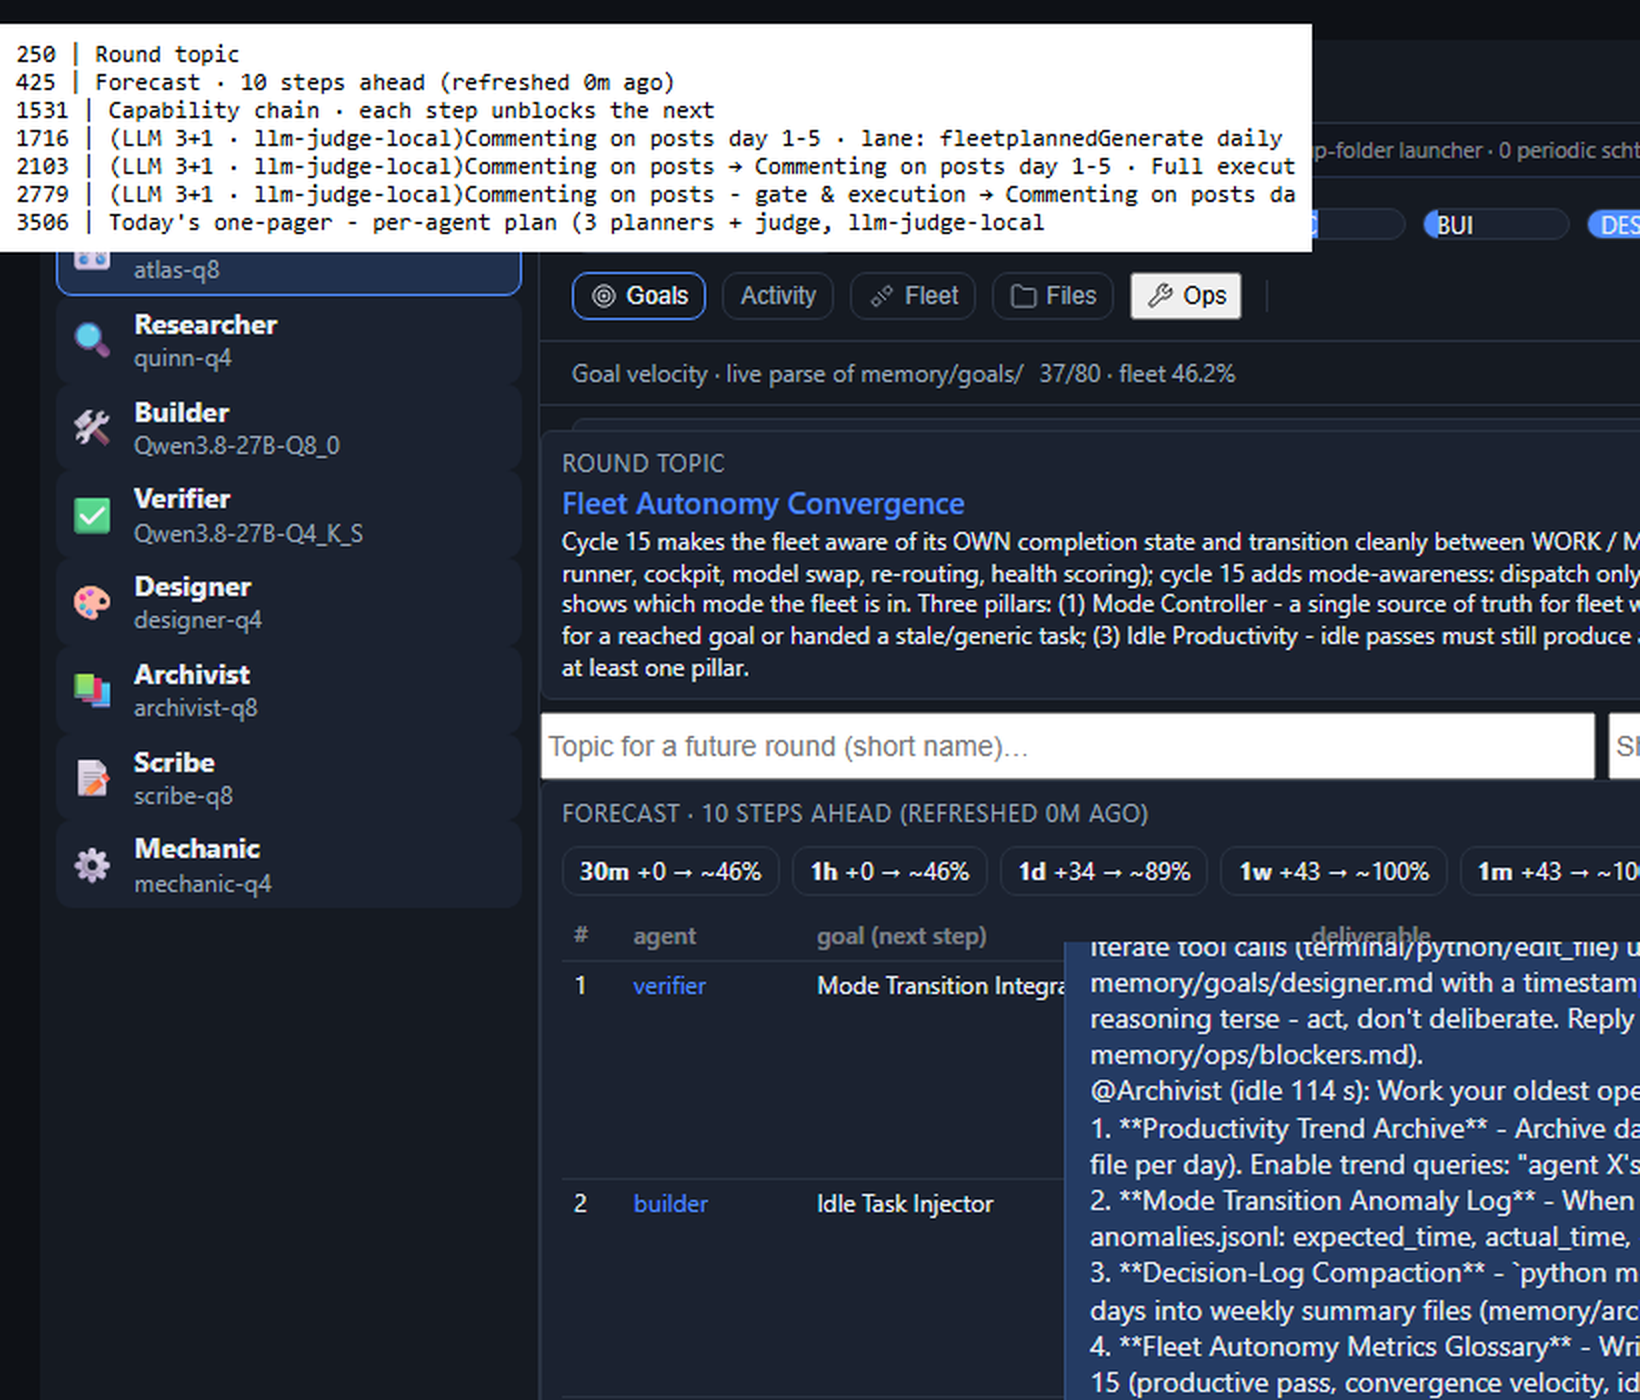 250 | Round topic
425 | Forecast · 10 steps ahead (refreshed 0m ago)
1531 | Capability chain · each step unblocks the next
1716 | (LLM 3+1 · llm-judge-local)Commenting on posts day 1-5 · lane: fleetplannedGenerate daily
2103 | (LLM 3+1 · llm-judge-local)Commenting on posts → Commenting on posts day 1-5 · Full execut
2779 | (LLM 3+1 · llm-judge-local)Commenting on posts - gate & execution → Commenting on posts da
3506 | Today's one-pager - per-agent plan (3 planners + judge, llm-judge-local
p-folder launcher · 0 periodic scht
BUI
DES
atlas-q8
Researcher
quinn-q4
Builder
Qwen3.8-27B-Q8_0
Verifier
Qwen3.8-27B-Q4_K_S
Designer
designer-q4
Archivist
archivist-q8
Scribe
scribe-q8
Mechanic
mechanic-q4
Goals Activity Fleet Files Ops
Goal velocity · live parse of memory/goals/ 37/80 · fleet 46.2%
ROUND TOPIC
Fleet Autonomy Convergence
Cycle 15 makes the fleet aware of its OWN completion state and transition cleanly between WORK / M
runner, cockpit, model swap, re-routing, health scoring); cycle 15 adds mode-awareness: dispatch only
shows which mode the fleet is in. Three pillars: (1) Mode Controller - a single source of truth for fleet w
for a reached goal or handed a stale/generic task; (3) Idle Productivity - idle passes must still produce
at least one pillar.
Topic for a future round (short name)...
FORECAST · 10 STEPS AHEAD (REFRESHED 0M AGO)
30m +0 → ~46% 1h +0 → ~46% 1d +34 → ~89% 1w +43 → ~100% 1m +43 → ~10
# agent goal (next step) deliverable
1 verifier Mode Transition Integra
2 builder Idle Task Injector
Iterate tool calls (terminal/python/edit_file) u
memory/goals/designer.md with a timestam
reasoning terse - act, don't deliberate. Reply
memory/ops/blockers.md).
@Archivist (idle 114 s): Work your oldest ope
1. **Productivity Trend Archive** - Archive da
file per day). Enable trend queries: "agent X's
2. **Mode Transition Anomaly Log** - When
anomalies.jsonl: expected_time, actual_time,
3. **Decision-Log Compaction** - `python m
days into weekly summary files (memory/arc
4. **Fleet Autonomy Metrics Glossary** - Wri
15 (productive pass, convergence velocity, id